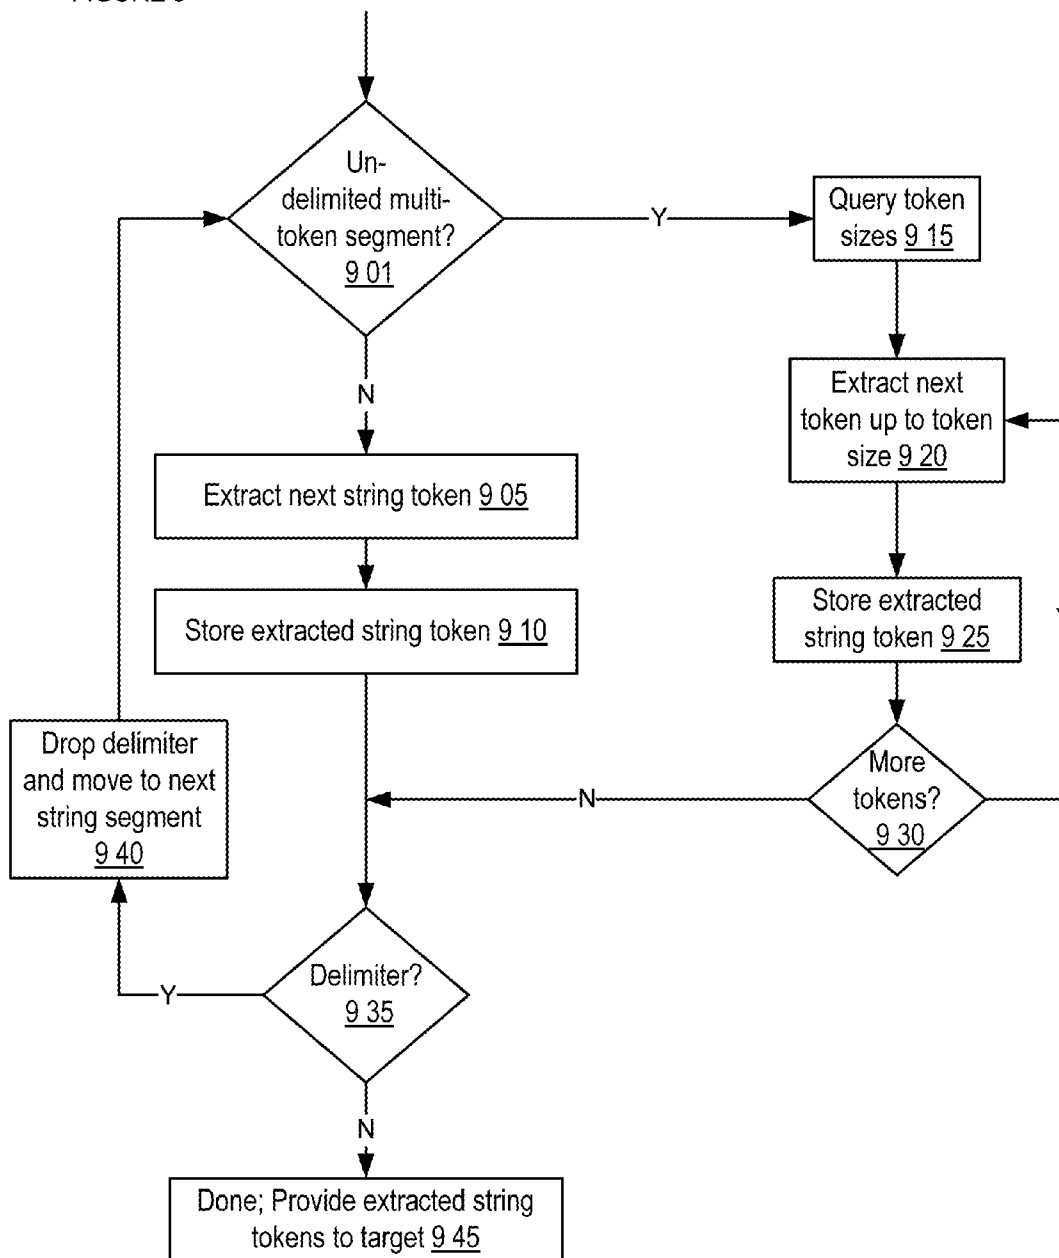 Un-
delimited multi-
token segment?
9 01
Y
Query token
sizes 9 15
N
Extract next
token up to token
size 9 20
Extract next string token 9 05
Store extracted string token 9 10
Store extracted
string token 9 25
Drop delimiter
and move to next
string segment
9 40
More
tokens?
9 30
N
Delimiter?
9 35
Y
N
Done; Provide extracted string
tokens to target 9 45